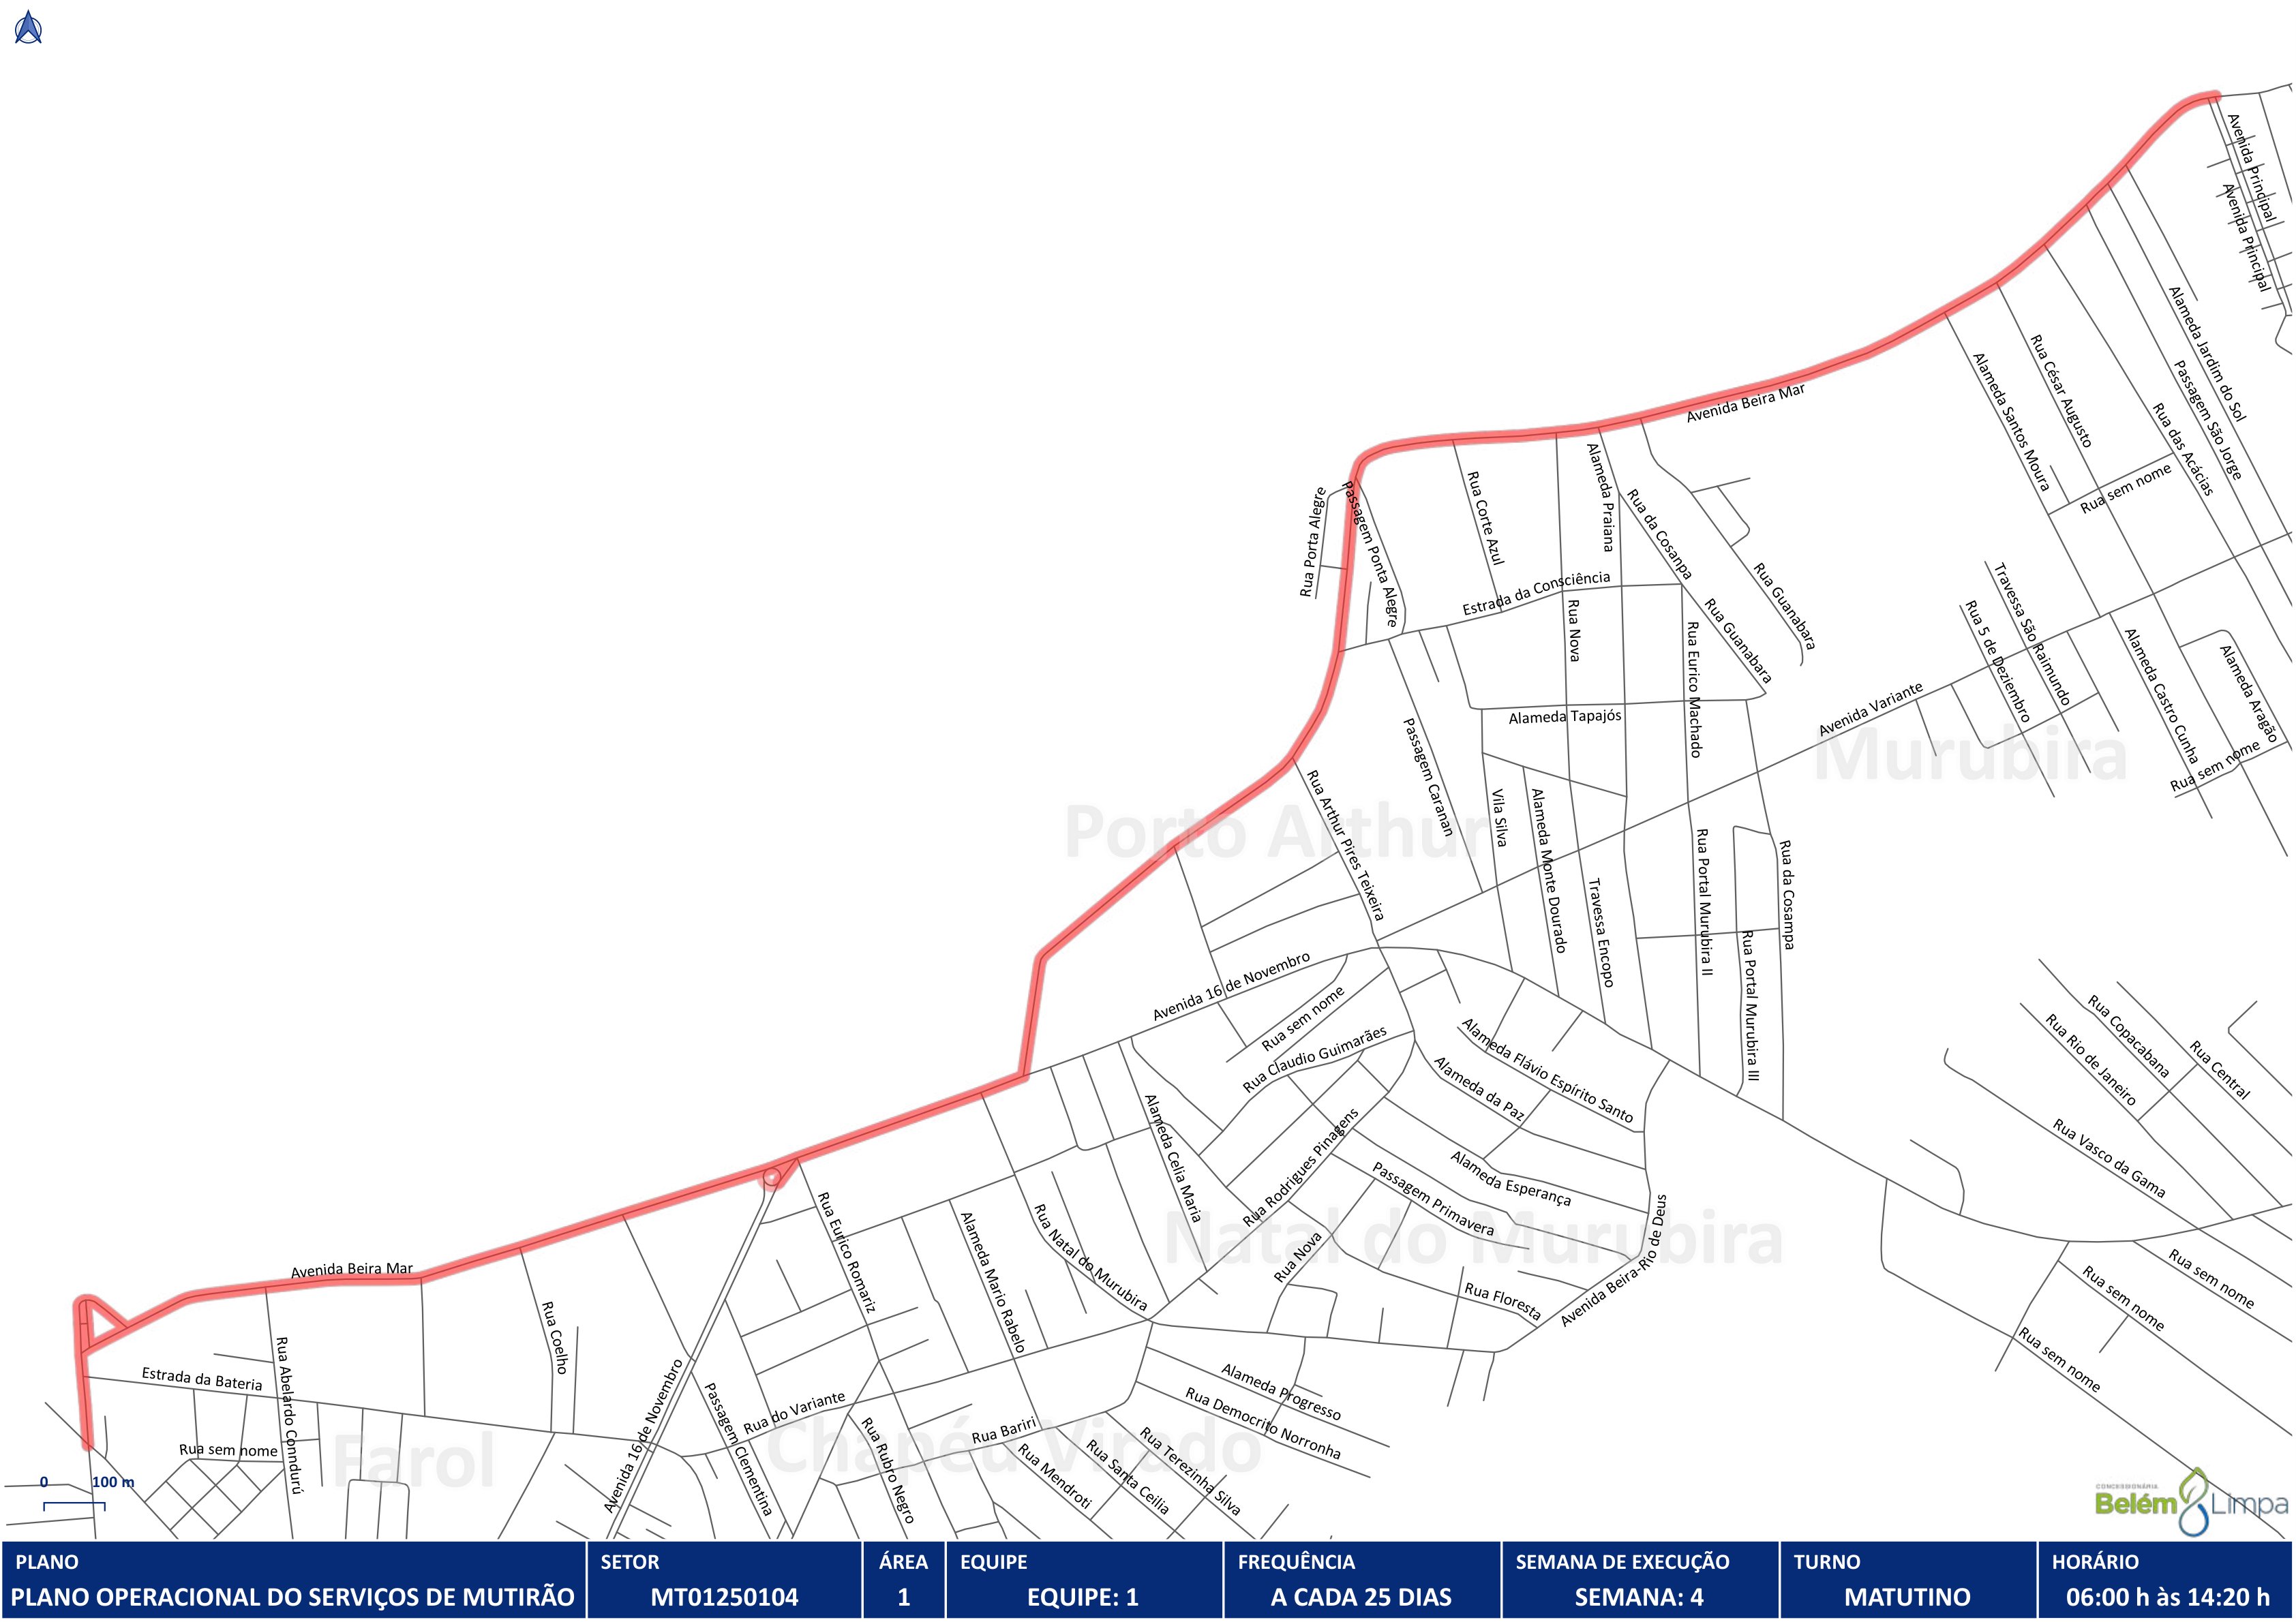 Avenida Principal
Avenida Principal
Alameda Jardim do Sol
Passagem São Jorge
Rua das Acácias
Rua César Augusto
Alameda Santos Moura
Rua sem nome
Avenida Beira Mar
Rua Porta Alegre
Passagem Ponta Alegre
Rua Corte Azul
Alameda Praiana
Rua da Cosanpa
Rua Guanabara
Estrada da Consciência
Rua Nova
Rua Guanabara
Rua Eurico Machado
Travessa São Raimundo
Rua 5 de Deziembro
Alameda Castro Cunha
Alameda Aragão
Rua sem nome
Avenida Variante
Murubira
Alameda Tapajós
Passagem Caranan
Porto Arthur
Rua Arthur Pires Teixeira
Vila Silva
Alameda Monte Dourado
Travessa Encopo
Rua Portal Murubira II
Rua da Cosampa
Rua Portal Murubira III
Avenida 16 de Novembro
Rua sem nome
Rua Claudio Guimarães
Alameda Flávio Espírito Santo
Alameda da Paz
Rua Copacabana
Rua Rio de Janeiro
Rua Central
Rua Vasco da Gama
Alameda Celia Maria
Rua Rodrigues Pinagens
Alameda Esperança
Passagem Primavera
Natal do Murubira
Rua Natal do Murubira
Rua Nova
Rua Floresta
Avenida Beira-Rio de Deus
Rua sem nome
Rua sem nome
Rua sem nome
Rua Eurico Romariz
Alameda Mario Rabelo
Avenida Beira Mar
Rua Coelho
Estrada da Bateria
Rua Abelardo Condurú
Rua sem nome
Farol
Avenida 16 de Novembro
Passagem Clementina
Rua do Variante
Chapéu Virado
Rua Rubro Negro
Rua Bariri
Rua Mendroti
Rua Santa Ceilia
Rua Terezinha Silva
Alameda Progresso
Rua Democrito Norronha
0 100 m
CONCESSIONÁRIA
Belém Limpa
PLANO
PLANO OPERACIONAL DO SERVIÇOS DE MUTIRÃO
SETOR
MT01250104
ÁREA
1
EQUIPE
EQUIPE: 1
FREQUÊNCIA
A CADA 25 DIAS
SEMANA DE EXECUÇÃO
SEMANA: 4
TURNO
MATUTINO
HORÁRIO
06:00 h às 14:20 h